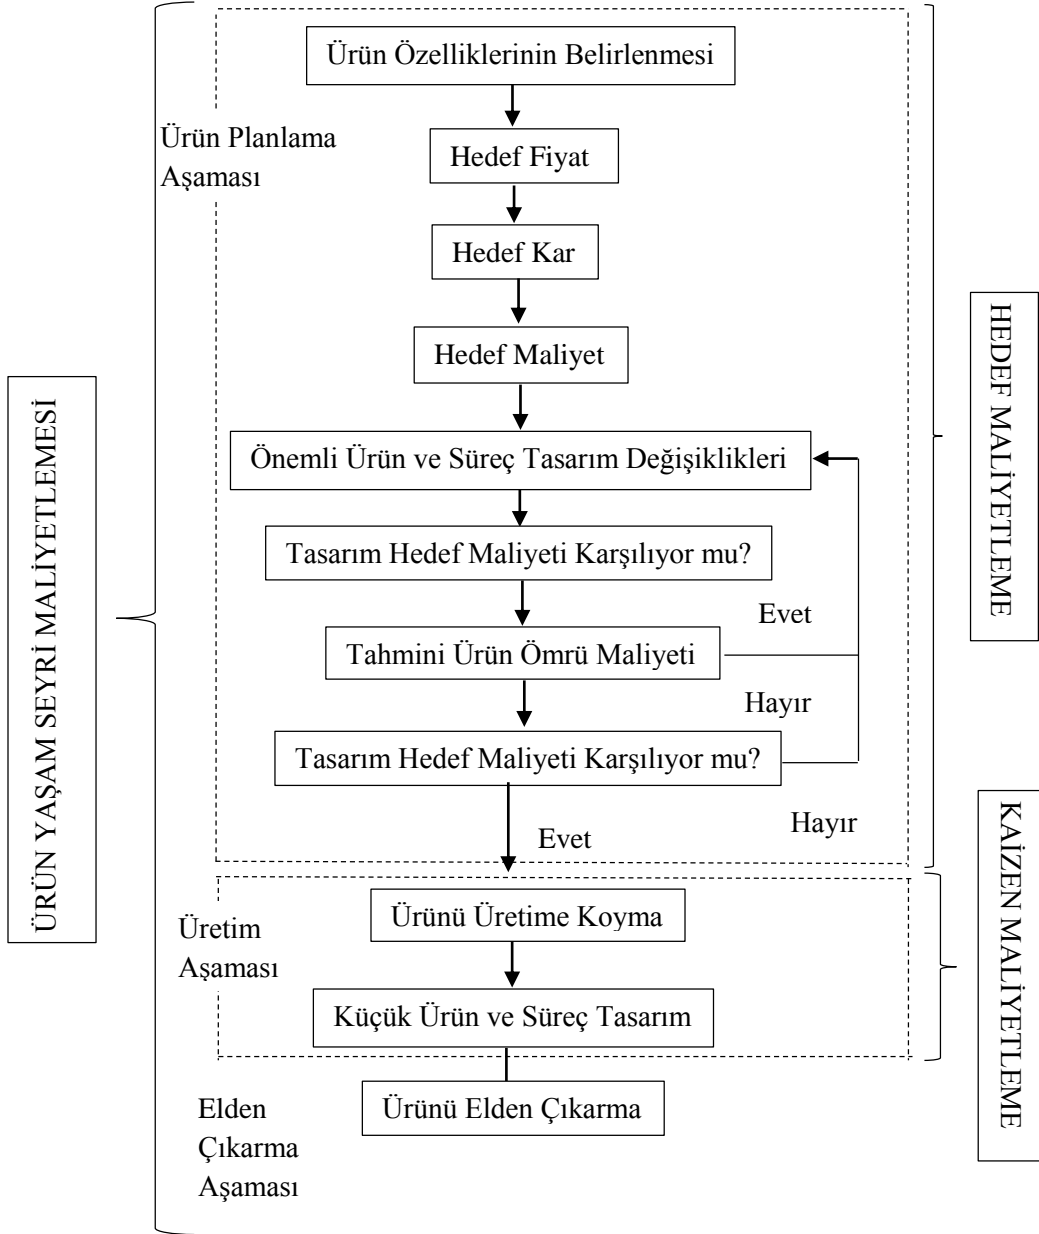 Ürün Özelliklerinin Belirlenmesi
Ürün Planlama
Aşaması
Hedef Fiyat
Hedef Kar
Hedef Maliyet
Önemli Ürün ve Süreç Tasarım Değişiklikleri
Tasarım Hedef Maliyeti Karşılıyor mu?
Evet
Tahmini Ürün Ömrü Maliyeti
Hayır
Tasarım Hedef Maliyeti Karşılıyor mu?
Hayır
Evet
Ürünü Üretime Koyma
Üretim
Aşaması
Küçük Ürün ve Süreç Tasarım
Ürünü Elden Çıkarma
Elden
Çıkarma
Aşaması
ÜRÜN YAŞAM SEYRİ MALİYETLEMESİ
HEDEF MALİYETLEME
KAİZEN MALİYETLEME